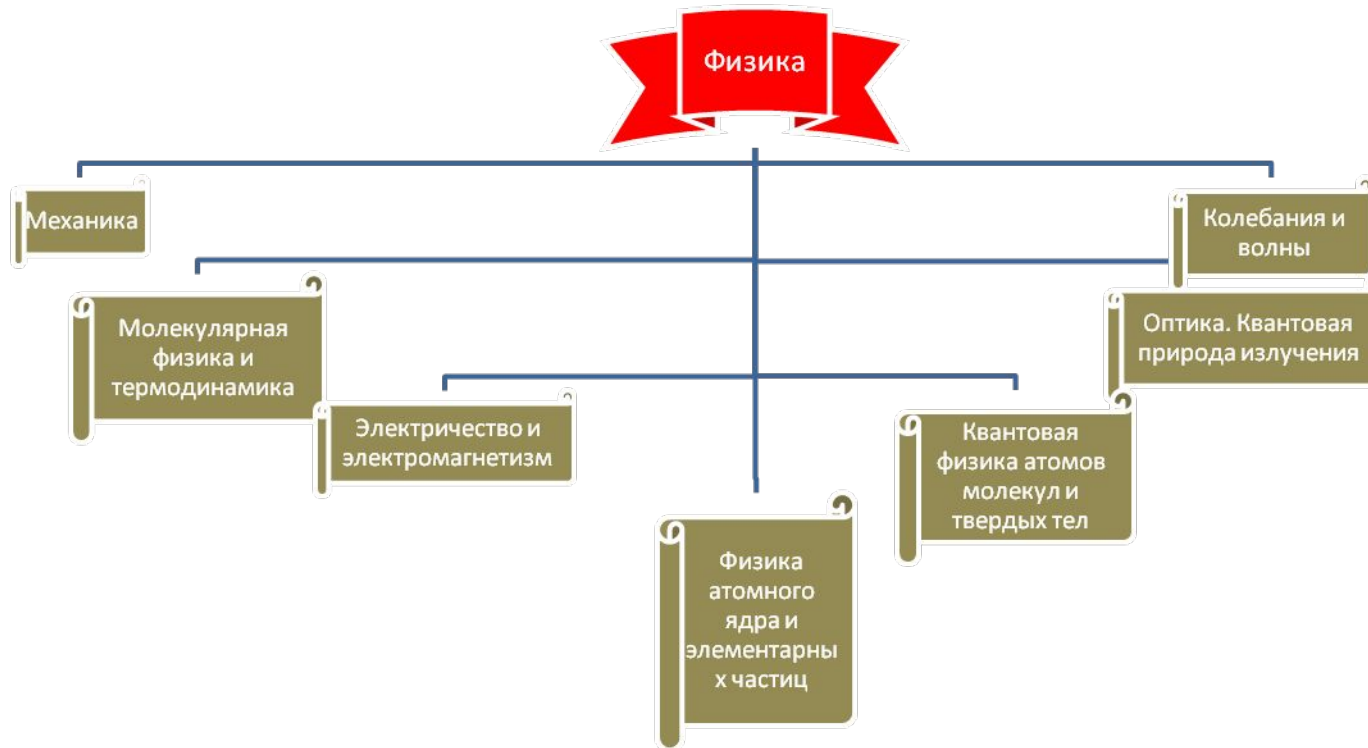 Физика
Механика
Колебания и
волны
Молекулярная
физика и
термодинамика
Оптика. Квантовая
природа излучения
Электричество и
электромагнетизм
Квантовая
физика атомов
молекул и
твердых тел
Физика
атомного
ядра и
элементарны
х частиц